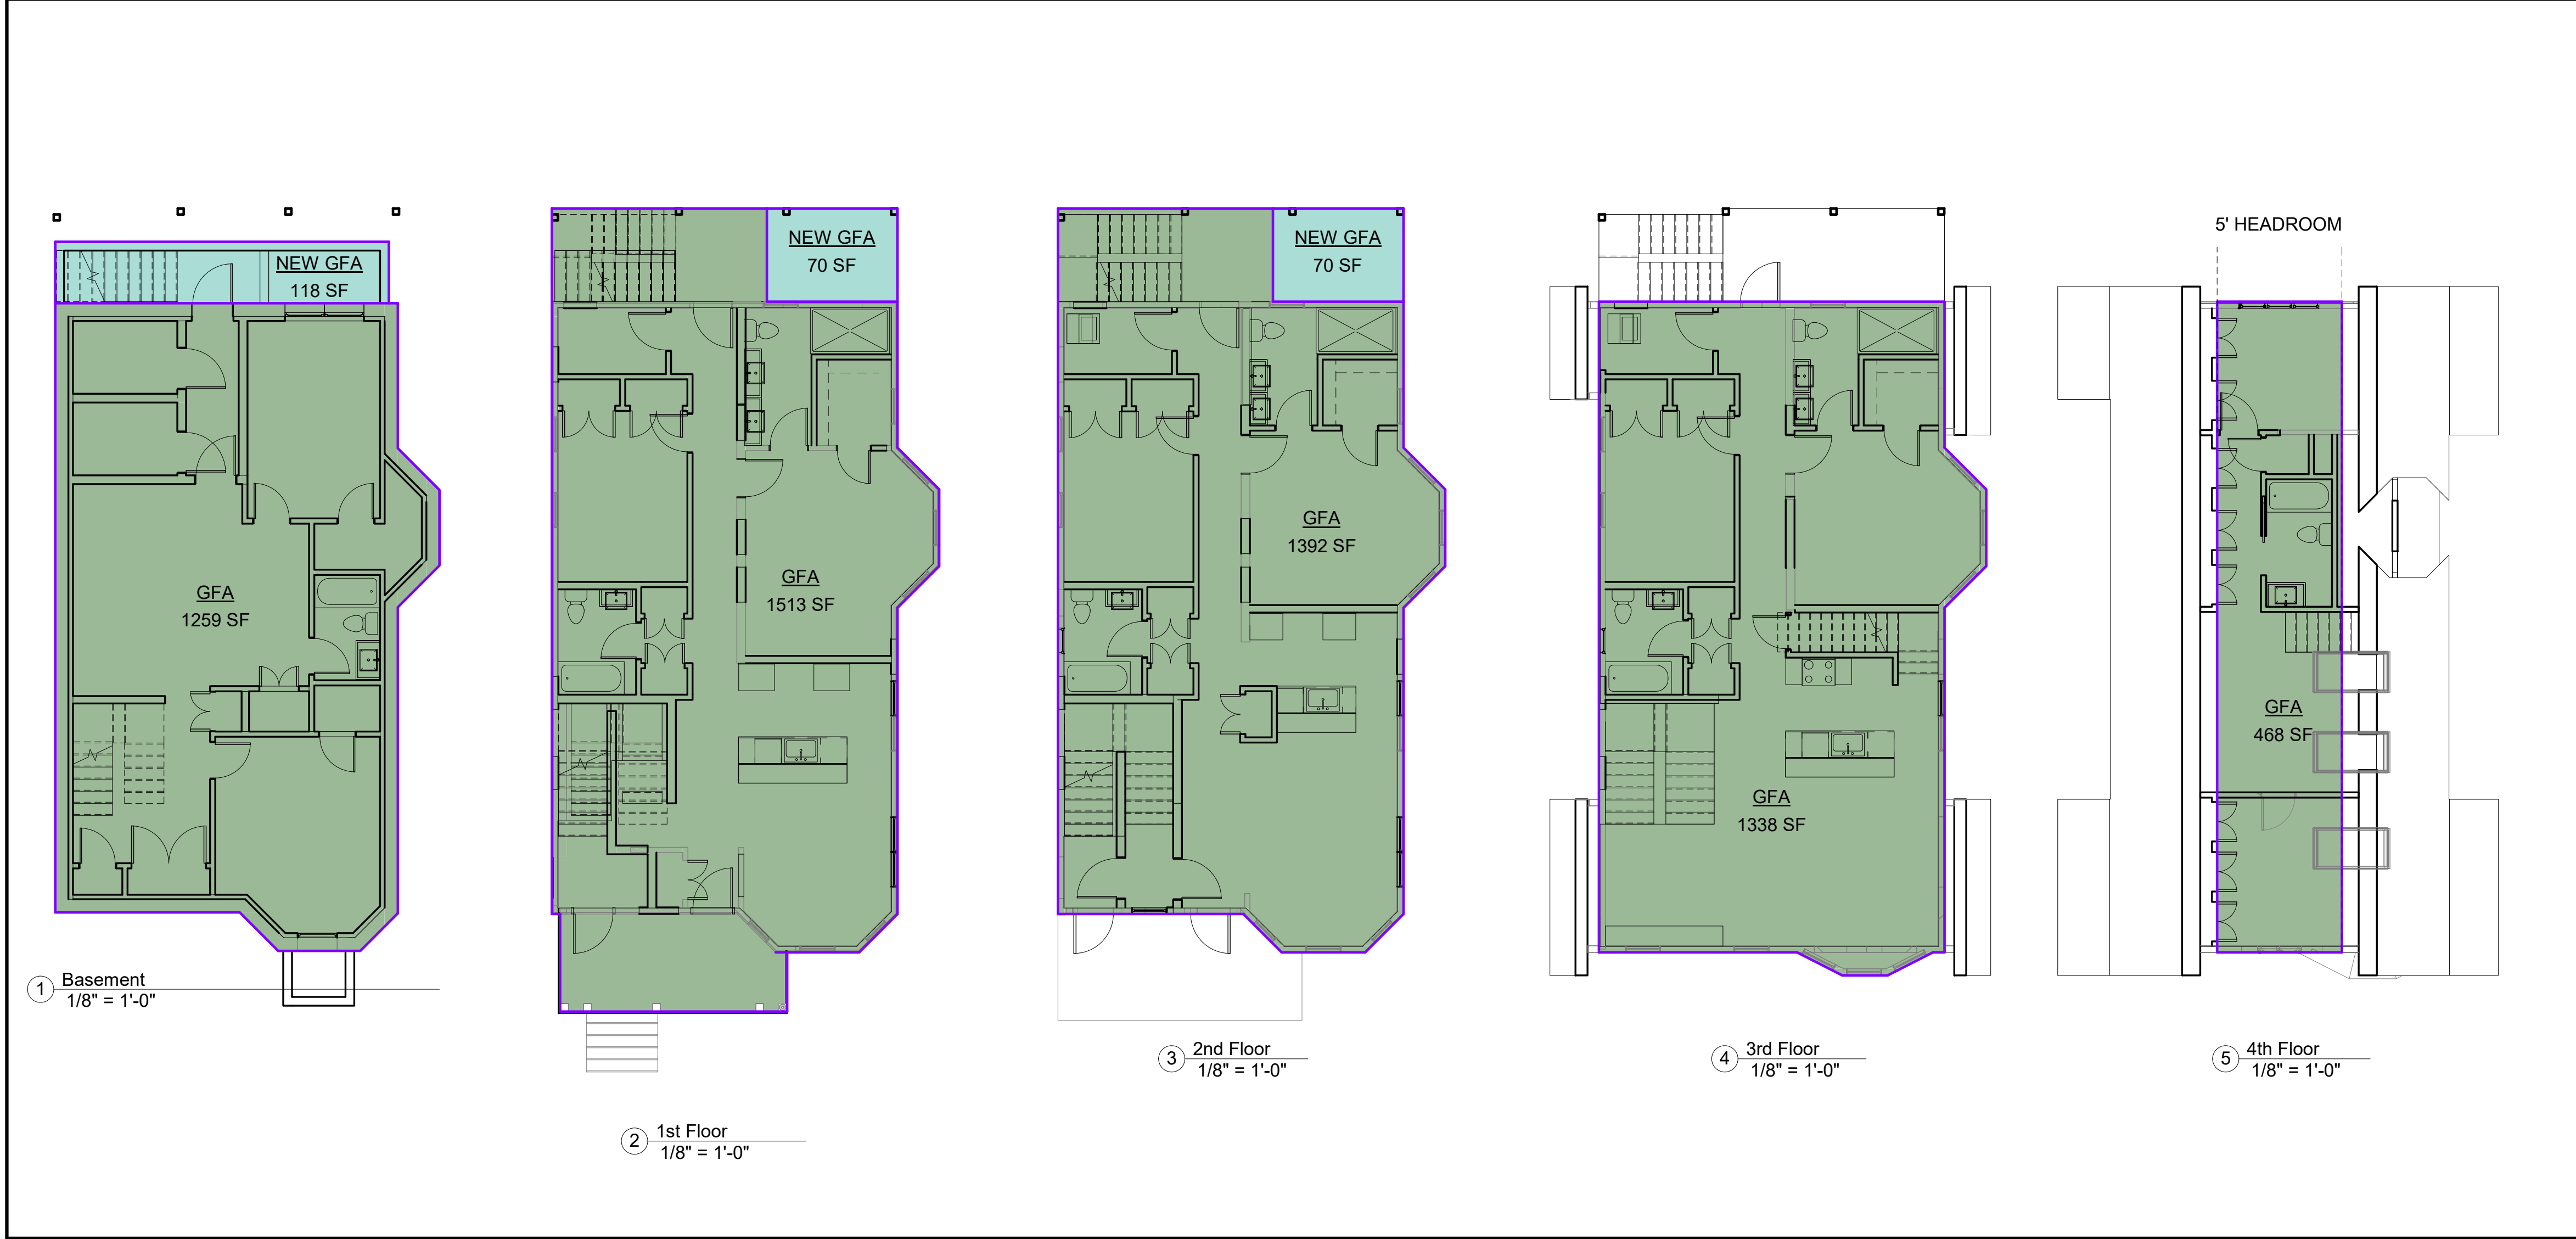 NEW GFA
118 SF
GFA
1259 SF
1
Basement
1/8" = 1'-0"
NEW GFA
70 SF
GFA
1513 SF
2
1st Floor
1/8" = 1'-0"
NEW GFA
70 SF
GFA
1392 SF
3
2nd Floor
1/8" = 1'-0"
GFA
1338 SF
4
3rd Floor
1/8" = 1'-0"
5' HEADROOM
GFA
468 SF
5
4th Floor
1/8" = 1'-0"